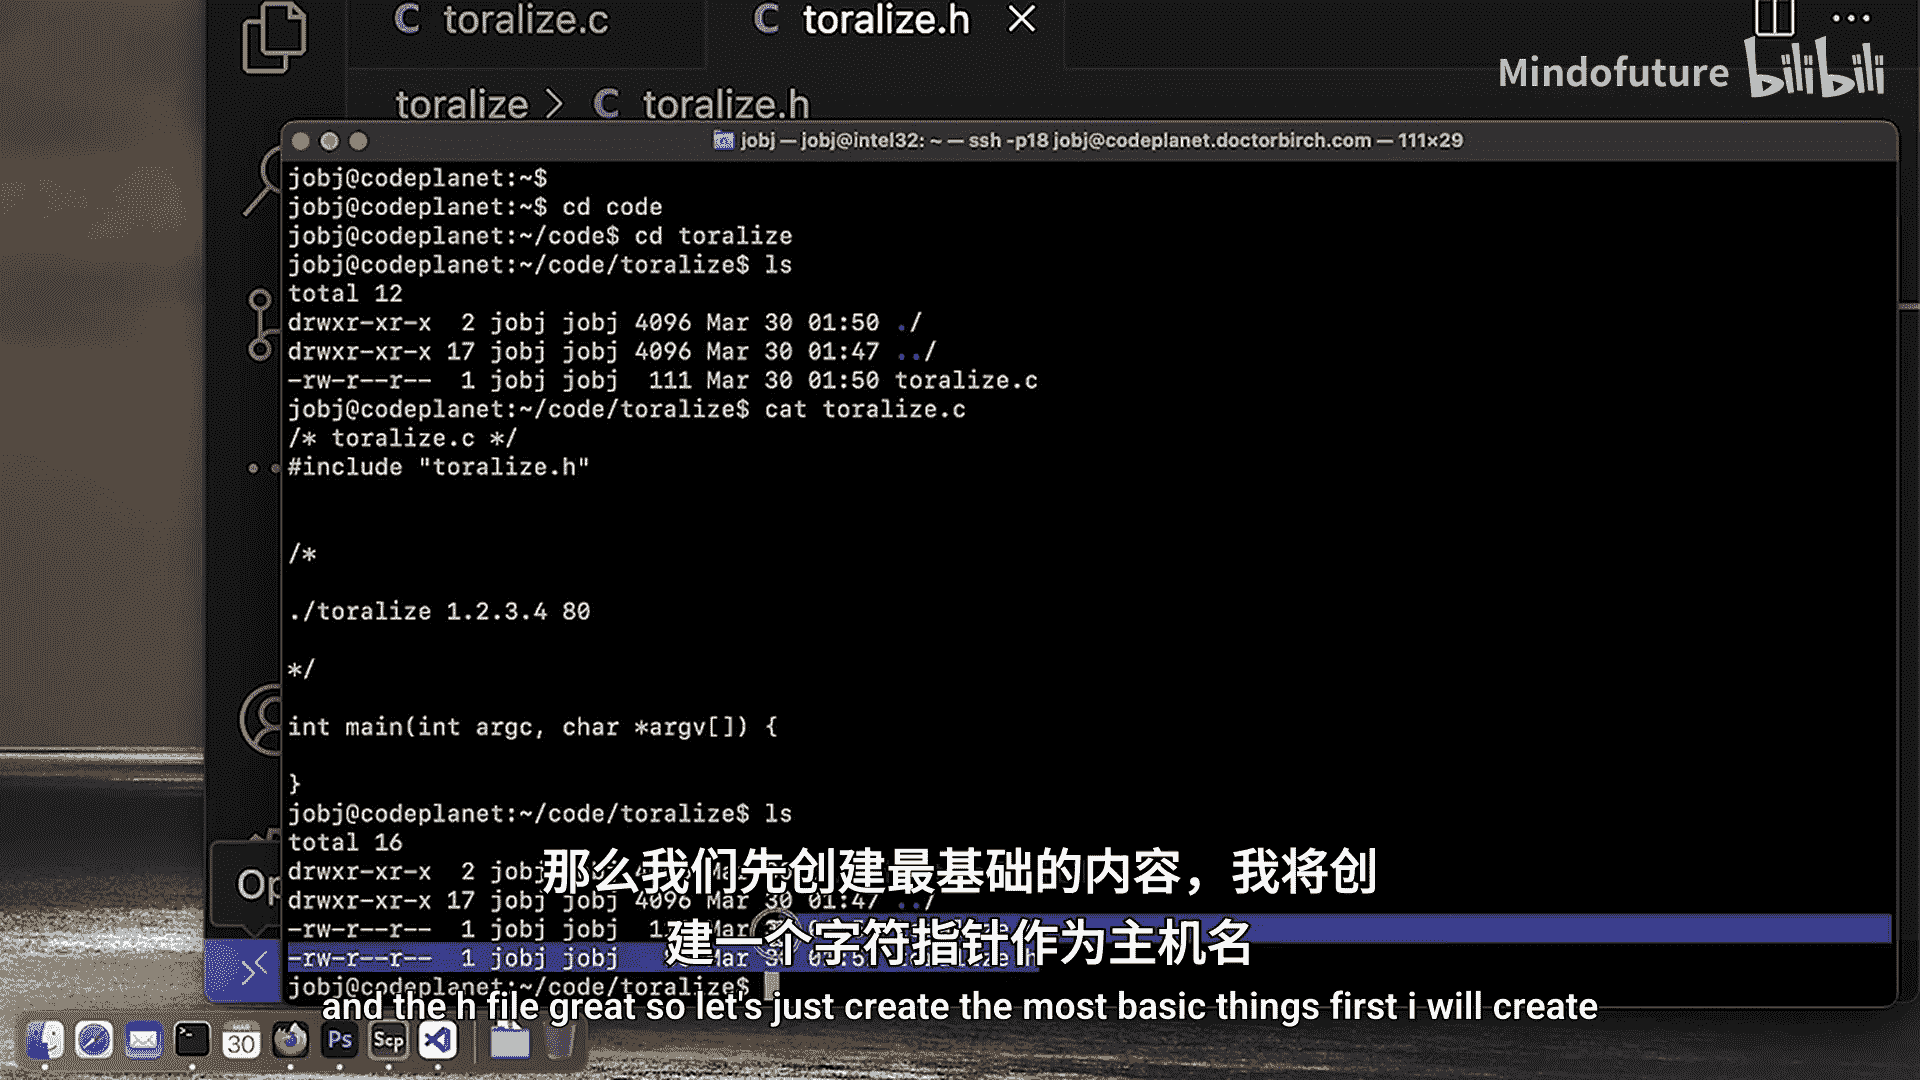 toralize.c
toralize.h
Mindofuture bilibili
toralize > C toralize.h
jobj — jobj@intel32: ~ — ssh -p18 jobj@codeplanet.doctorbirch.com — 111×29
jobj@codeplanet:~$
jobj@codeplanet:~$ cd code
jobj@codeplanet:~/code$ cd toralize
jobj@codeplanet:~/code/toralize$ ls
total 12
drwxr-xr-x  2 jobj jobj 4096 Mar 30 01:50 ./
drwxr-xr-x 17 jobj jobj 4096 Mar 30 01:47 ../
-rw-r--r--  1 jobj jobj  111 Mar 30 01:50 toralize.c
jobj@codeplanet:~/code/toralize$ cat toralize.c
/* toralize.c */
#include "toralize.h"
/*
./toralize 1.2.3.4 80
*/
int main(int argc, char *argv[]) {
}
jobj@codeplanet:~/code/toralize$ ls
total 16
drwxr-xr-x  2 jobj
drwxr-xr-x 17 jobj jobj 4096 Mar 30 01:47 ../
-rw-r--r--  1 jobj jobj
-rw-r--r--  1 jobj jobj
jobj@codeplanet:~/code/toralize$
那么我们先创建最基础的内容，我将创
建一个字符指针作为主机名
and the h file great so let's just create the most basic things first i will create
Op
30
Ps
Scp